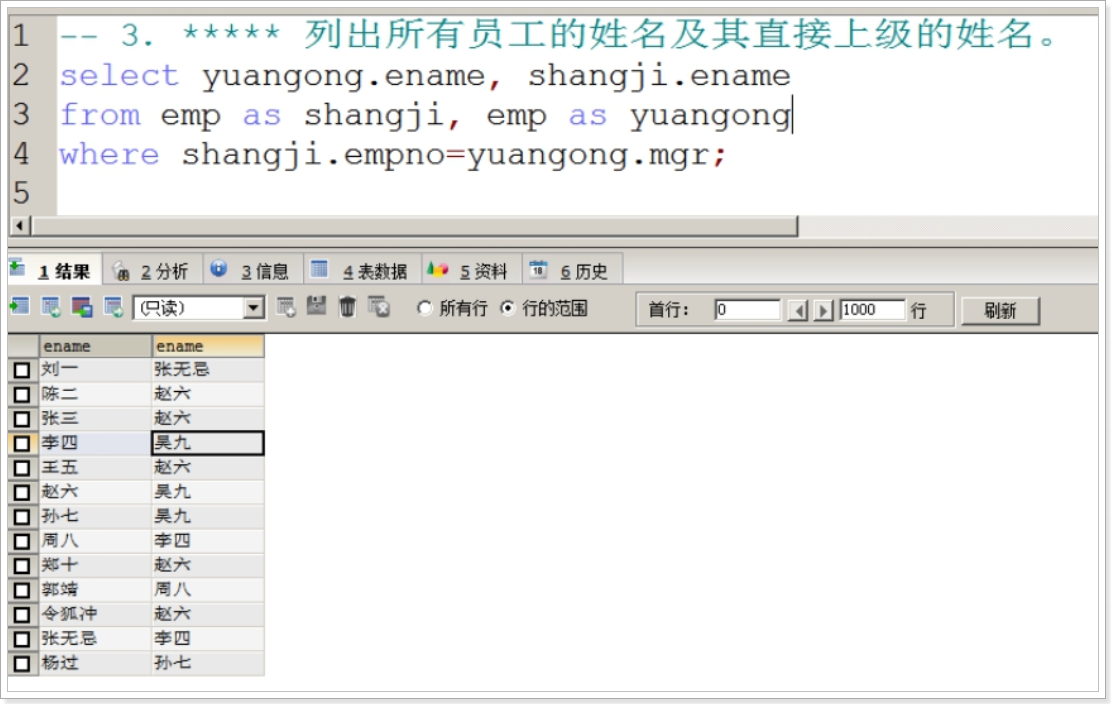 1 -- 3. ***** 列出所有员工的姓名及其直接上级的姓名。
2 select yuangong.ename, shangji.ename
3 from emp as shangji, emp as yuangong
4 where shangji.empno=yuangong.mgr;
5
1 结果 2 分析 3 信息 4 表数据 5 资料 6 历史
(只读) 所有行 行的范围 首行: 0 1000 行 刷新
ename ename
刘一 张无忌
陈二 赵六
张三 赵六
李四 吴九
王五 赵六
赵六 吴九
孙七 吴九
周八 李四
郑十 赵六
郭靖 周八
令狐冲 赵六
张无忌 李四
杨过 孙七